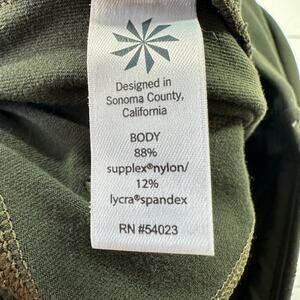 Designed in
Sonoma County,
California
BODY
88%
supplex®nylon/
12%
lycra®spandex
RN #54023